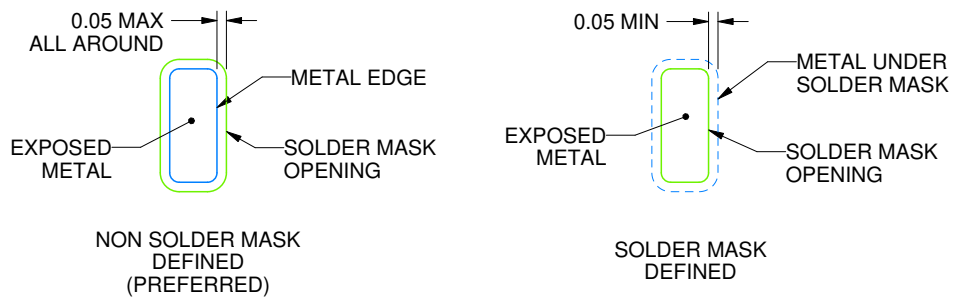 0.05 MAX
ALL AROUND
METAL EDGE
EXPOSED
METAL
SOLDER MASK
OPENING
NON SOLDER MASK
DEFINED
(PREFERRED)
0.05 MIN
METAL UNDER
SOLDER MASK
EXPOSED
METAL
SOLDER MASK
OPENING
SOLDER MASK
DEFINED